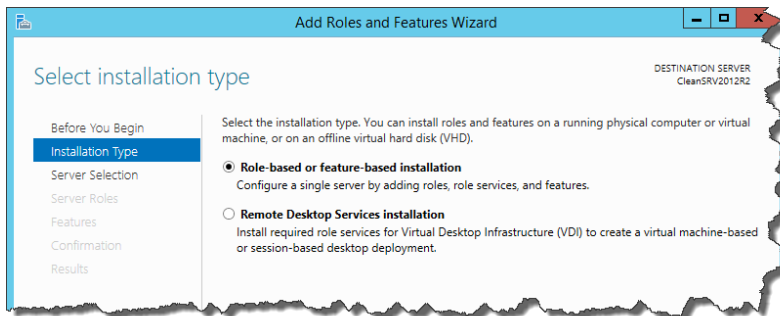 Add Roles and Features Wizard
Select installation type
DESTINATION SERVER
CleanSRV2012R2
Before You Begin
Installation Type
Server Selection
Server Roles
Features
Confirmation
Results
Select the installation type. You can install roles and features on a running physical computer or virtual
machine, or on an offline virtual hard disk (VHD).
Role-based or feature-based installation
Configure a single server by adding roles, role services, and features.
Remote Desktop Services installation
Install required role services for Virtual Desktop Infrastructure (VDI) to create a virtual machine-based
or session-based desktop deployment.